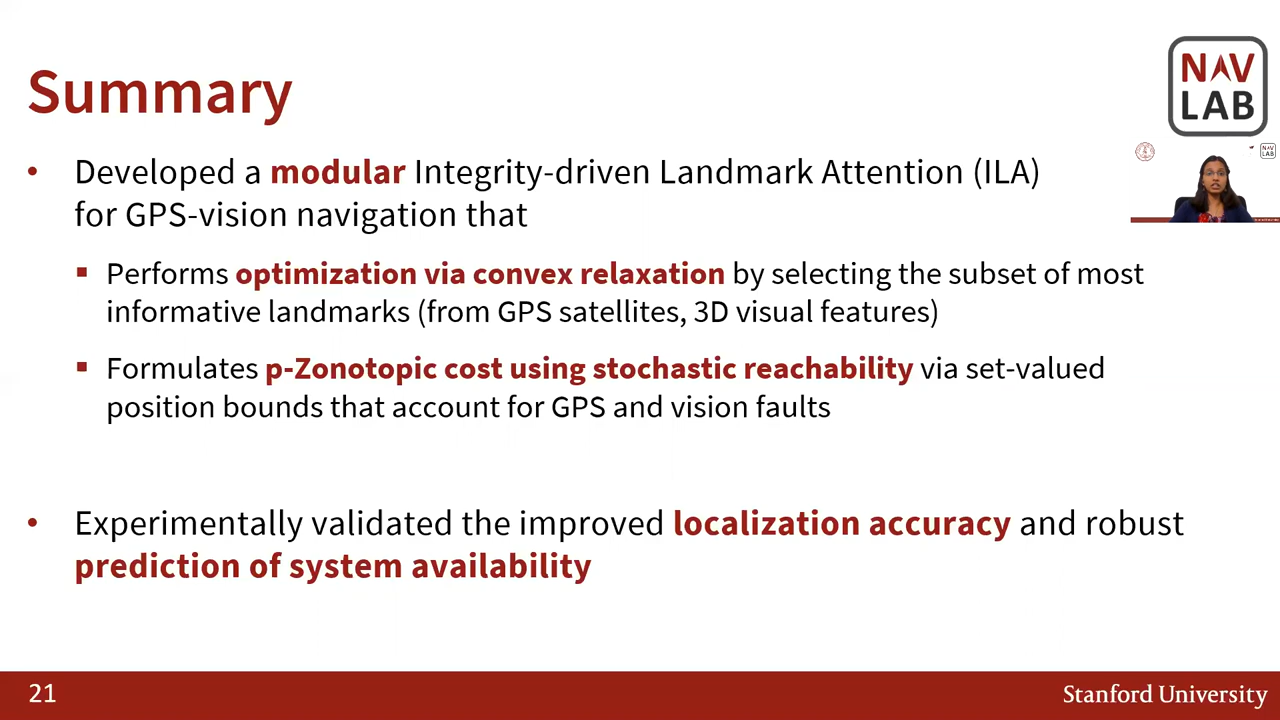 Summary
NAV
LAB
• Developed a modular Integrity-driven Landmark Attention (ILA)
for GPS-vision navigation that
▪ Performs optimization via convex relaxation by selecting the subset of most
informative landmarks (from GPS satellites, 3D visual features)
▪ Formulates p-Zonotopic cost using stochastic reachability via set-valued
position bounds that account for GPS and vision faults
• Experimentally validated the improved localization accuracy and robust
prediction of system availability
21
Stanford University
NAV
LAB